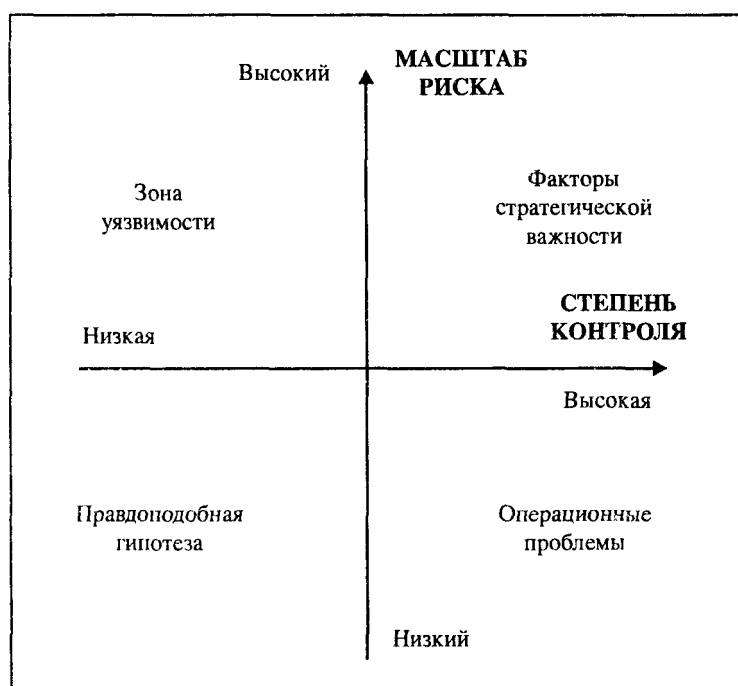 Высокий
МАСШТАБ
РИСКА
Зона
уязвимости
Факторы
стратегической
важности
СТЕПЕНЬ
КОНТРОЛЯ
Низкая
Высокая
Правдоподобная
гипотеза
Операционные
проблемы
Низкий